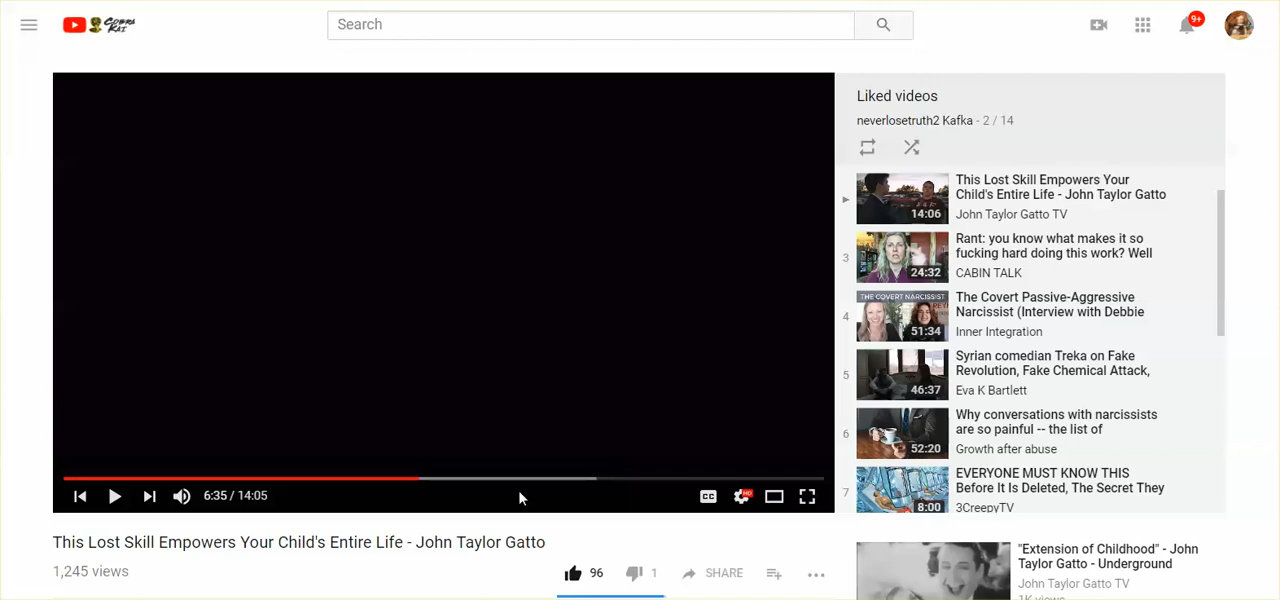 COBRA KAI
Search
9+
Liked videos
neverlosetruth2 Kafka - 2 / 14
This Lost Skill Empowers Your
Child's Entire Life - John Taylor Gatto
John Taylor Gatto TV
14:06
3
Rant: you know what makes it so
fucking hard doing this work? Well
CABIN TALK
24:32
4
THE COVERT NARCISSIST
The Covert Passive-Aggressive
Narcissist (Interview with Debbie
Inner Integration
51:34
5
Syrian comedian Treka on Fake
Revolution, Fake Chemical Attack,
Eva K Bartlett
46:37
6
Why conversations with narcissists
are so painful -- the list of
Growth after abuse
52:20
7
EVERYONE MUST KNOW THIS
Before It Is Deleted, The Secret They
3CreepyTV
8:00
6:35 / 14:05
CC
HD
This Lost Skill Empowers Your Child's Entire Life - John Taylor Gatto
1,245 views
96
1
SHARE
"Extension of Childhood" - John
Taylor Gatto - Underground
John Taylor Gatto TV
1K views